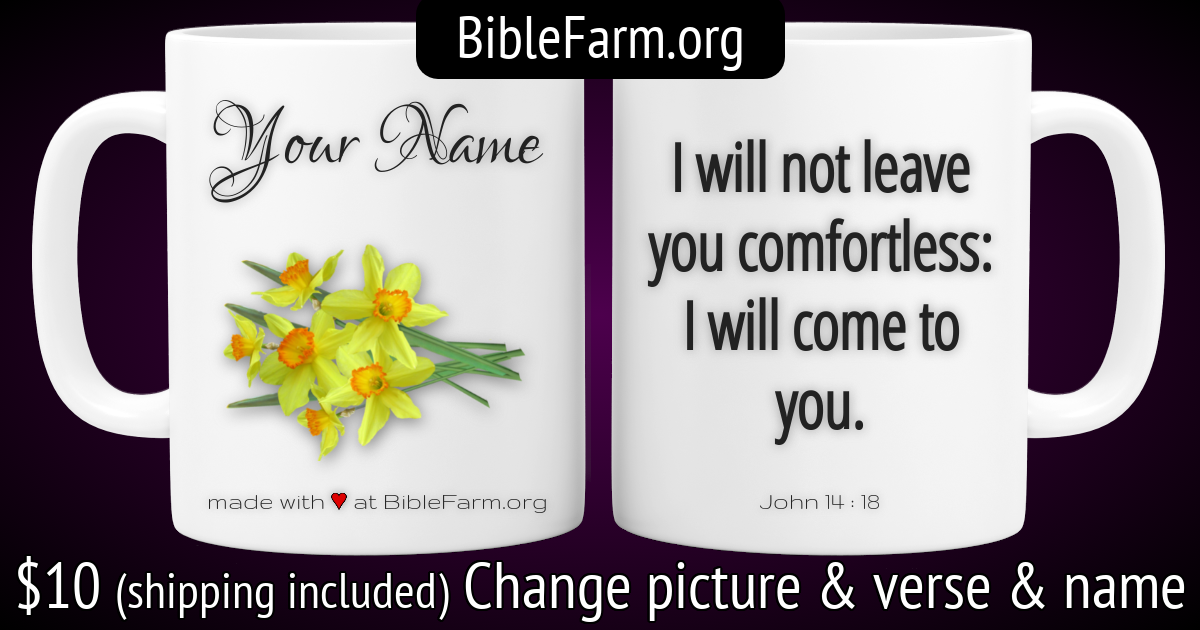 BibleFarm.org
Your Name
made with ♥ at BibleFarm.org
I will not leave
you comfortless:
I will come to
you.
John 14 : 18
$10 (shipping included) Change picture & verse & name